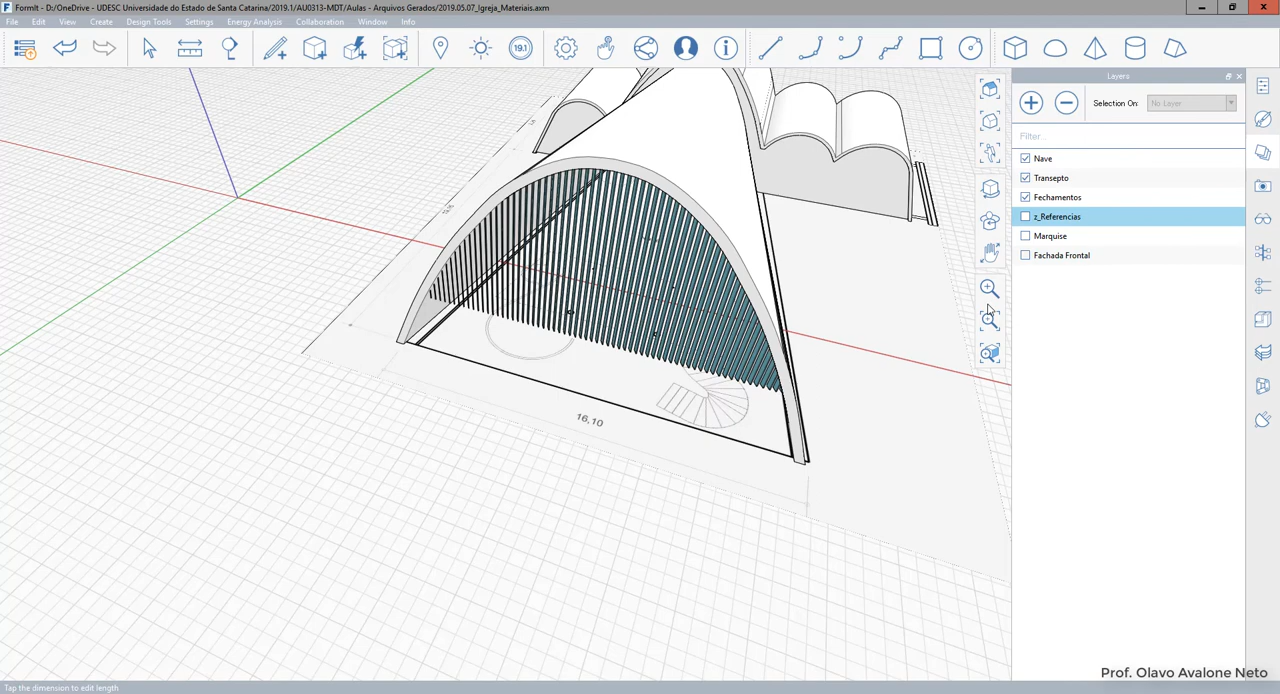 FormIt - D:/OneDrive - UDESC Universidade do Estado de Santa Catarina/2019.1/AU0313-MDT/Aulas - Arquivos Gerados/2019.05.07_Igreja_Materiais.axm
File Edit View Create Design Tools Settings Energy Analysis Collaboration Window Info
19.1
Layers
Selection On: No Layer
Filter...
Nave
Transepto
Fechamentos
z_Referencias
Marquise
Fachada Frontal
16,10
Prof. Olavo Avalone Neto
Tap the dimension to edit length